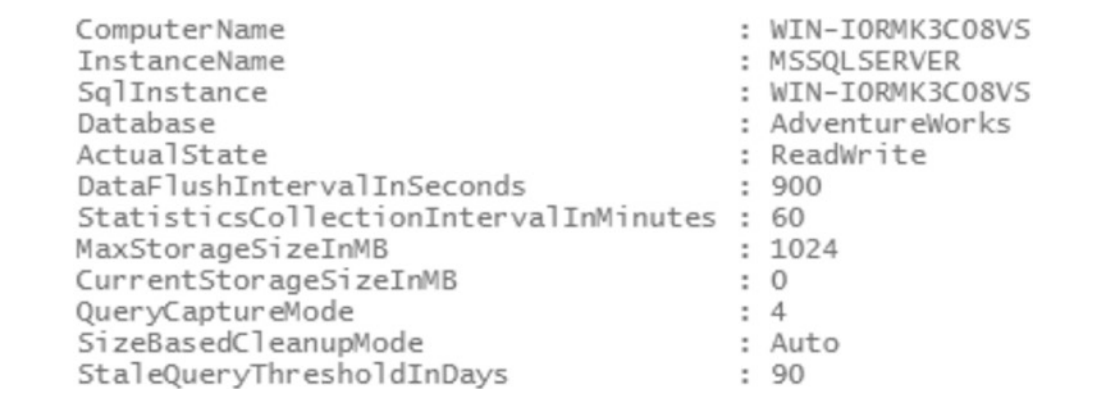 ComputerName : WIN-IORMK3CO8VS
InstanceName : MSSQLSERVER
SqlInstance : WIN-IORMK3CO8VS
Database : AdventureWorks
ActualState : ReadWrite
DataFlushIntervalInSeconds : 900
StatisticsCollectionIntervalInMinutes : 60
MaxStorageSizeInMB : 1024
CurrentStorageSizeInMB : 0
QueryCaptureMode : 4
SizeBasedCleanupMode : Auto
StaleQueryThresholdInDays : 90